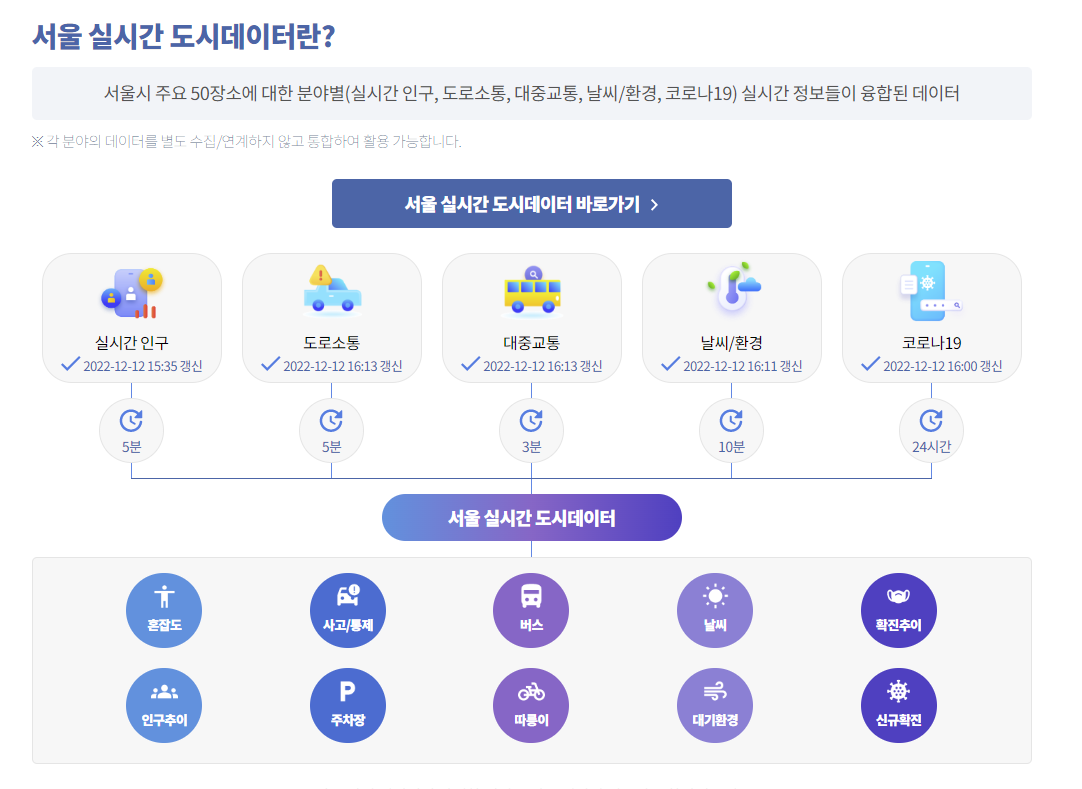 서울 실시간 도시데이터란?
서울시 주요 50장소에 대한 분야별(실시간 인구, 도로소통, 대중교통, 날씨/환경, 코로나19) 실시간 정보들이 융합된 데이터
※ 각 분야의 데이터를 별도 수집/연계하지 않고 통합하여 활용 가능합니다.
서울 실시간 도시데이터 바로가기 >
실시간 인구
2022-12-12 15:35 갱신
도로소통
2022-12-12 16:13 갱신
대중교통
2022-12-12 16:13 갱신
날씨/환경
2022-12-12 16:11 갱신
코로나19
2022-12-12 16:00 갱신
5분
5분
3분
10분
24시간
서울 실시간 도시데이터
혼잡도
사고/통제
버스
날씨
확진추이
인구추이
P
주차장
따릉이
대기환경
신규확진